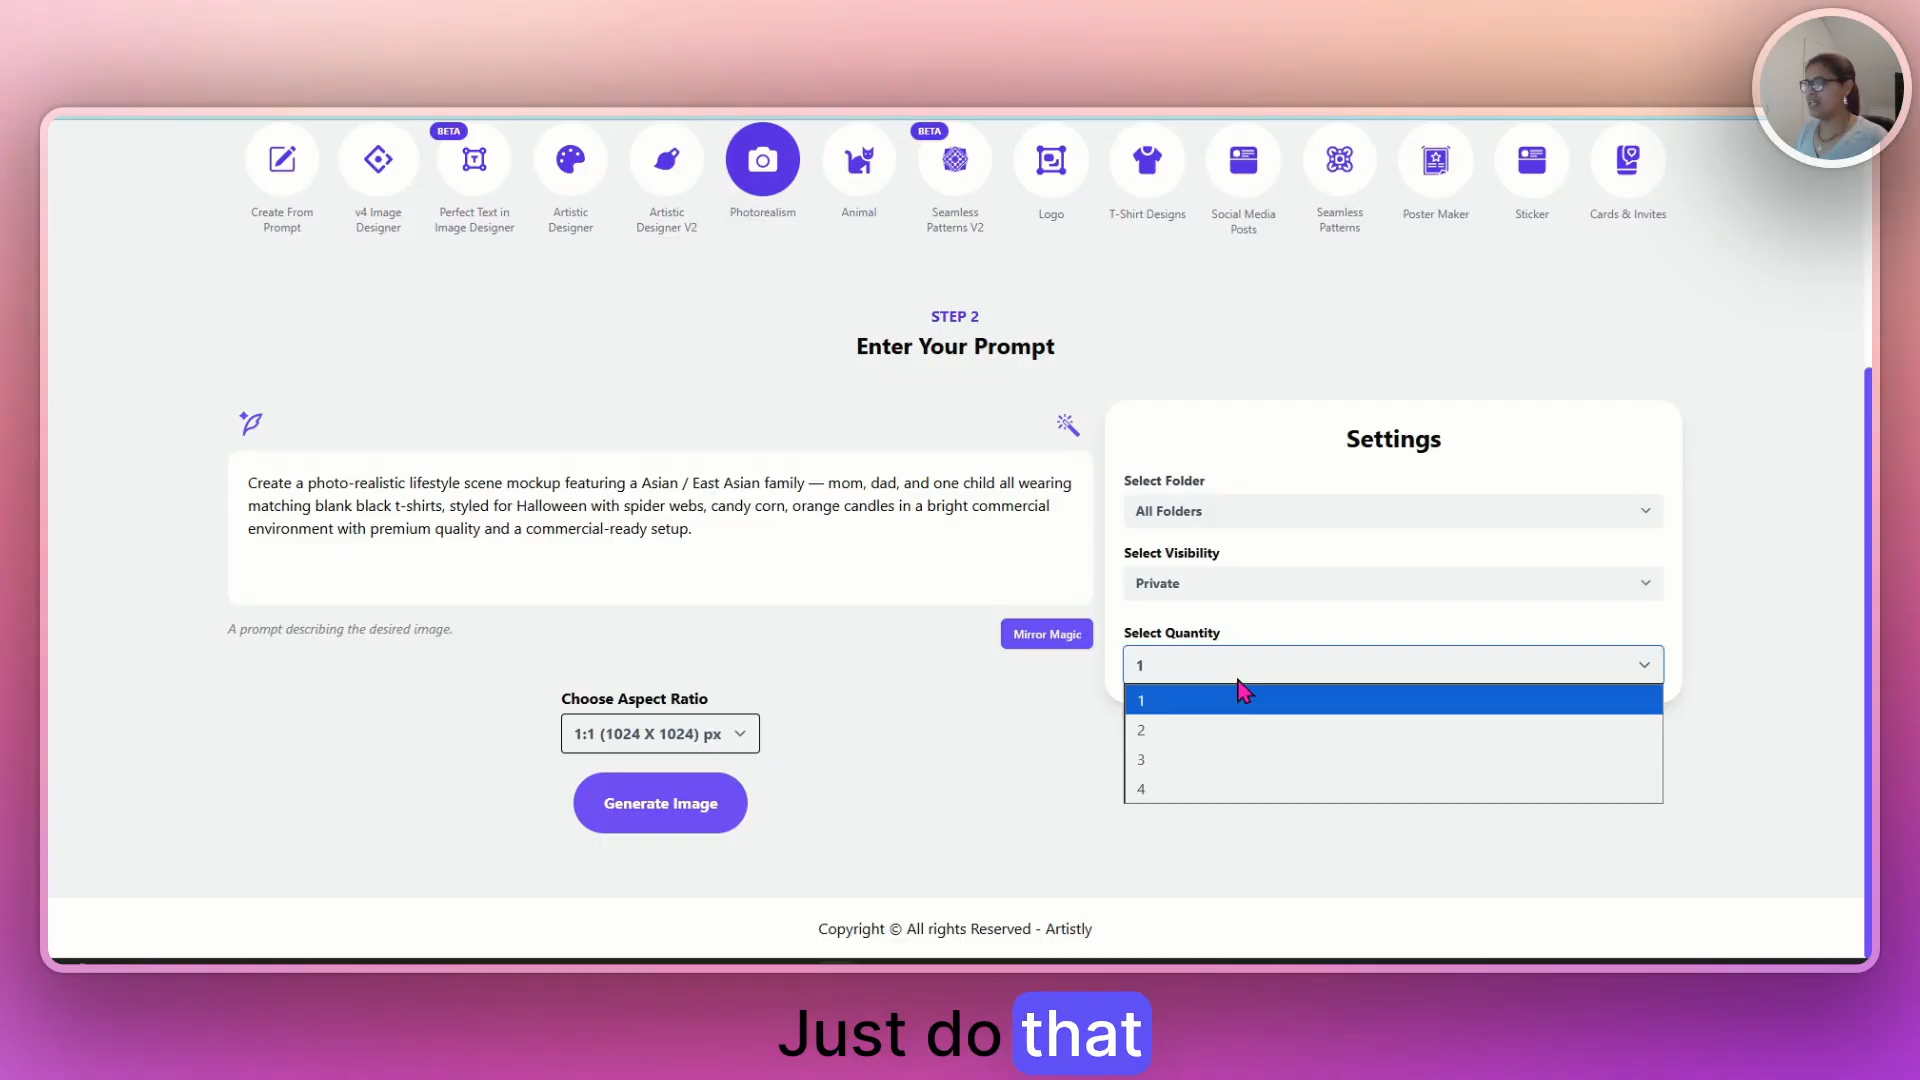 BETA
BETA
Create From
Prompt
v4 Image
Designer
Perfect Text in
Image Designer
Artistic
Designer
Artistic
Designer V2
Photorealism
Animal
Seamless
Patterns V2
Logo
T-Shirt Designs
Social Media
Posts
Seamless
Patterns
Poster Maker
Sticker
Cards & Invites
STEP 2
Enter Your Prompt
Create a photo-realistic lifestyle scene mockup featuring a Asian / East Asian family — mom, dad, and one child all wearing
matching blank black t-shirts, styled for Halloween with spider webs, candy corn, orange candles in a bright commercial
environment with premium quality and a commercial-ready setup.
A prompt describing the desired image.
Mirror Magic
Choose Aspect Ratio
1:1 (1024 X 1024) px
Generate Image
Settings
Select Folder
All Folders
Select Visibility
Private
Select Quantity
1
1
2
3
4
Copyright © All rights Reserved - Artistly
Just do that